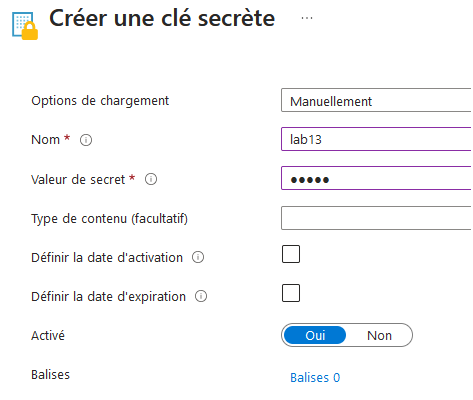 Créer une clé secrète ...
Options de chargement Manuellement
Nom * lab13
Valeur de secret * •••••
Type de contenu (facultatif)
Définir la date d'activation
Définir la date d'expiration
Activé Oui Non
Balises Balises 0